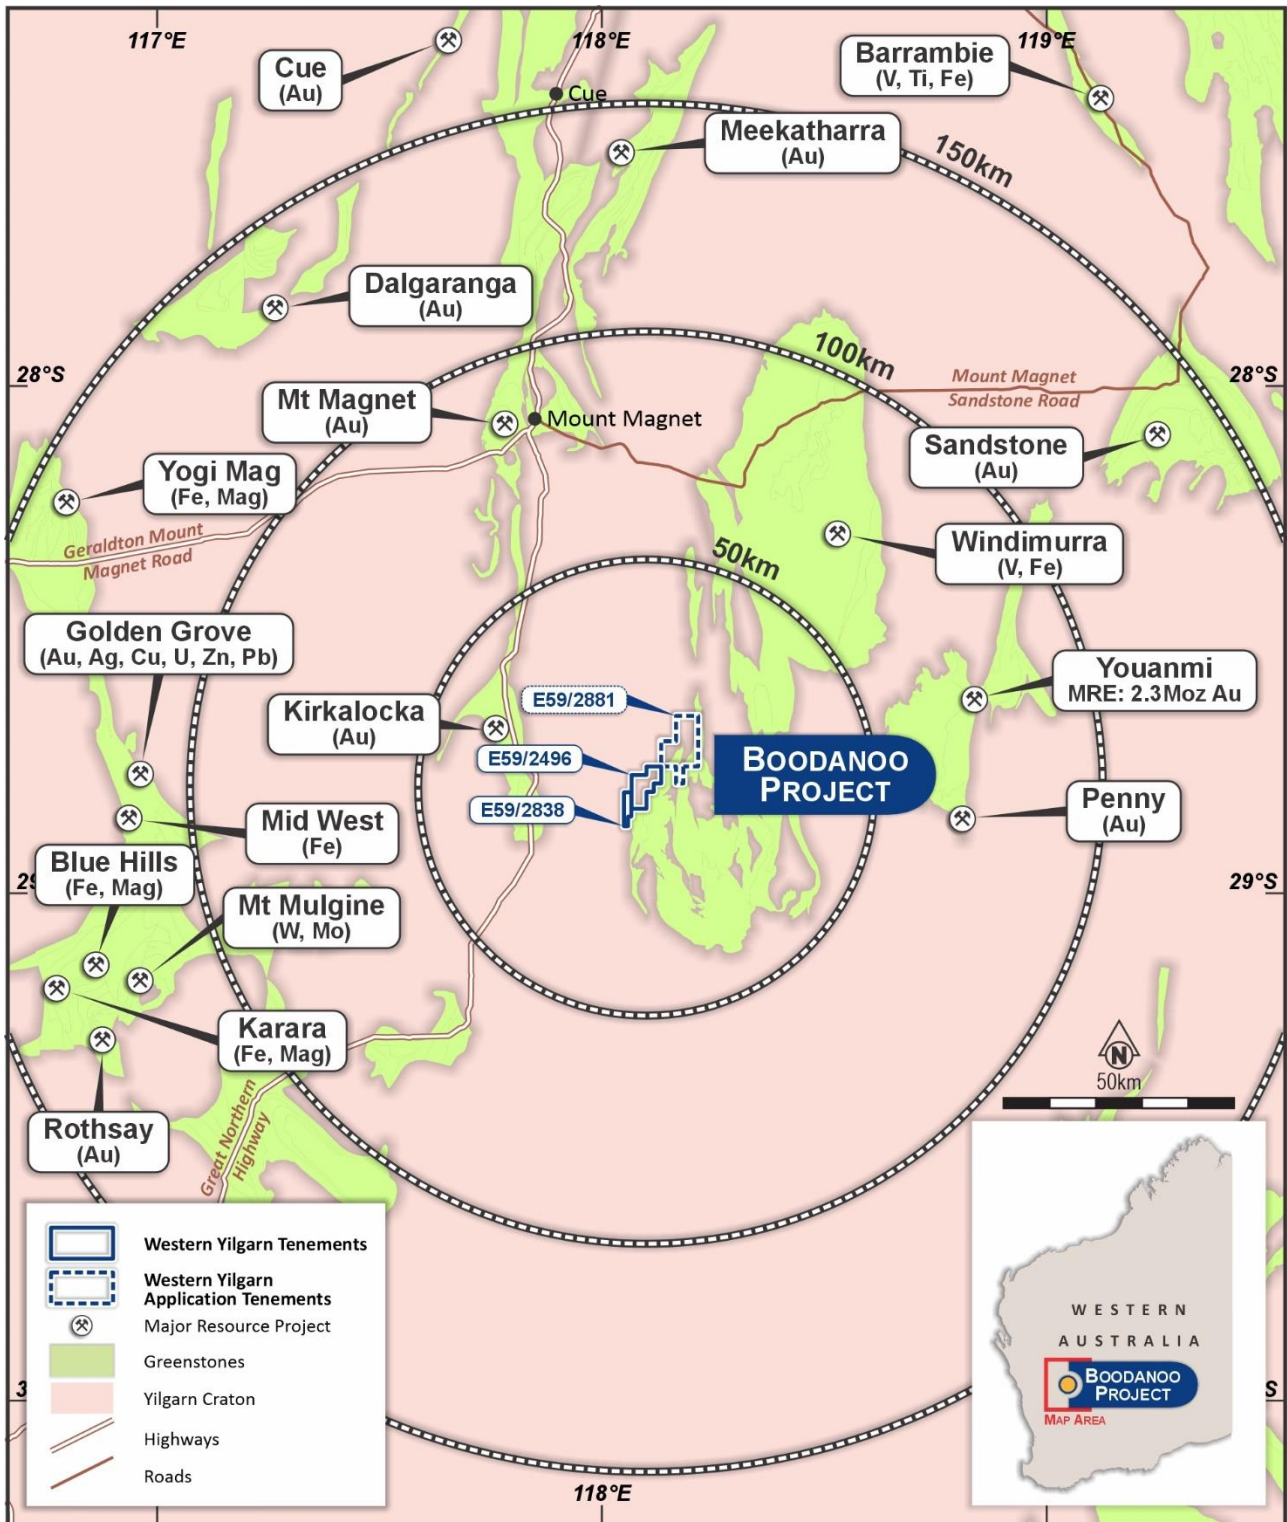 117°E
118°E
119°E
Cue
(Au)
Cue
Barrambie
(V, Ti, Fe)
Meekatharra
(Au)
150km
Dalgaranga
(Au)
28°S
28°S
100km
Mount Magnet
Sandstone Road
Mt Magnet
(Au)
Mount Magnet
Sandstone
(Au)
Yogi Mag
(Fe, Mag)
Geraldton Mount
Magnet Road
Windimurra
(V, Fe)
50km
Golden Grove
(Au, Ag, Cu, U, Zn, Pb)
Youanmi
MRE: 2.3Moz Au
Kirkalocka
(Au)
E59/2881
E59/2496
E59/2838
BOODANOO
PROJECT
Penny
(Au)
Mid West
(Fe)
Blue Hills
(Fe, Mag)
29
29°S
Mt Mulgine
(W, Mo)
Karara
(Fe, Mag)
Rothsay
(Au)
Great Northern
Highway
N
50km
Western Yilgarn Tenements
Western Yilgarn
Application Tenements
Major Resource Project
Greenstones
Yilgarn Craton
Highways
Roads
3
S
WESTERN
AUSTRALIA
BOODANOO
PROJECT
MAP AREA
118°E